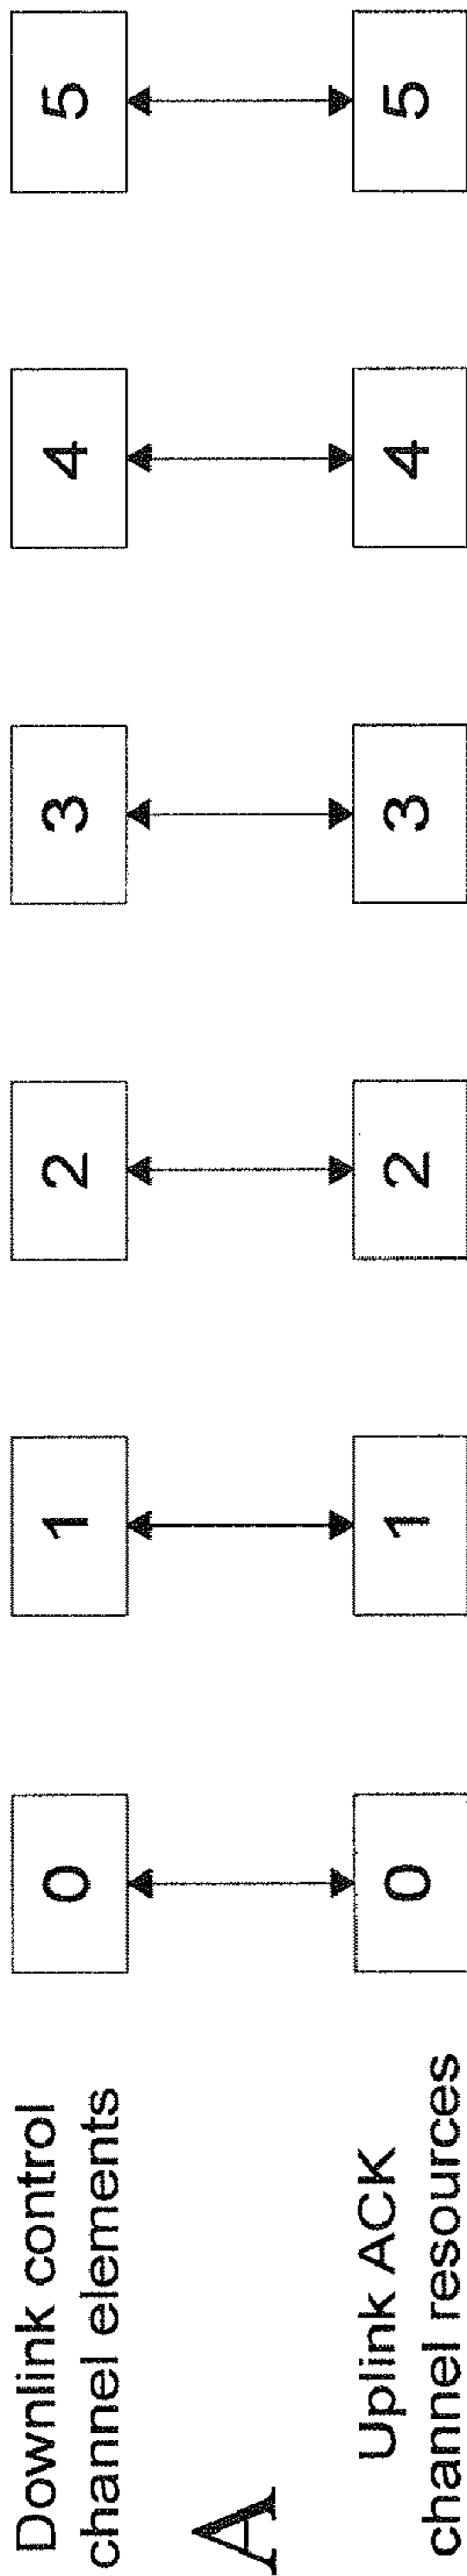 Downlink control
channel elements
0 1 2 3 4 5
A
Uplink ACK
channel resources
0 1 2 3 4 5